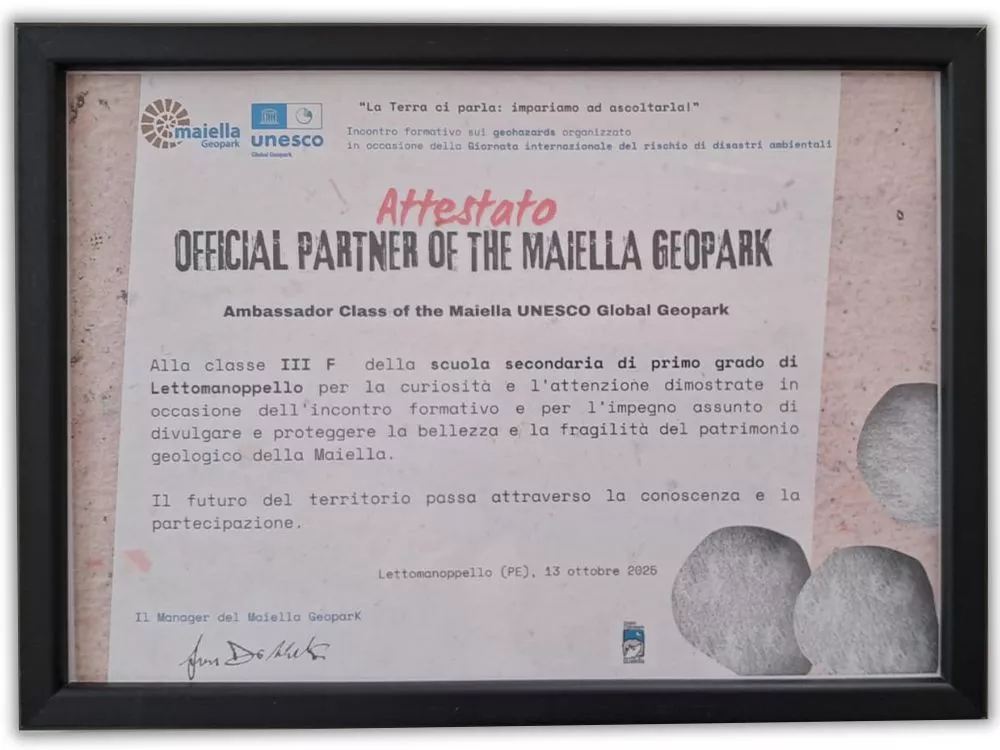 maiella
Geopark
unesco
Global Geopark
"La Terra ci parla: impariamo ad ascoltarla!"
Incontro formativo sui geohazards organizzato
in occasione della Giornata internazionale del rischio di disastri ambientali
Attestato
OFFICIAL PARTNER OF THE MAIELLA GEOPARK
Ambassador Class of the Maiella UNESCO Global Geopark
Alla classe III F della scuola secondaria di primo grado di
Lettomanoppello per la curiosità e l'attenzione dimostrate in
occasione dell'incontro formativo e per l'impegno assunto di
divulgare e proteggere la bellezza e la fragilità del patrimonio
geologico della Maiella.
Il futuro del territorio passa attraverso la conoscenza e la
partecipazione.
Lettomanoppello (PE), 13 ottobre 2025
Il Manager del Maiella GeoparK